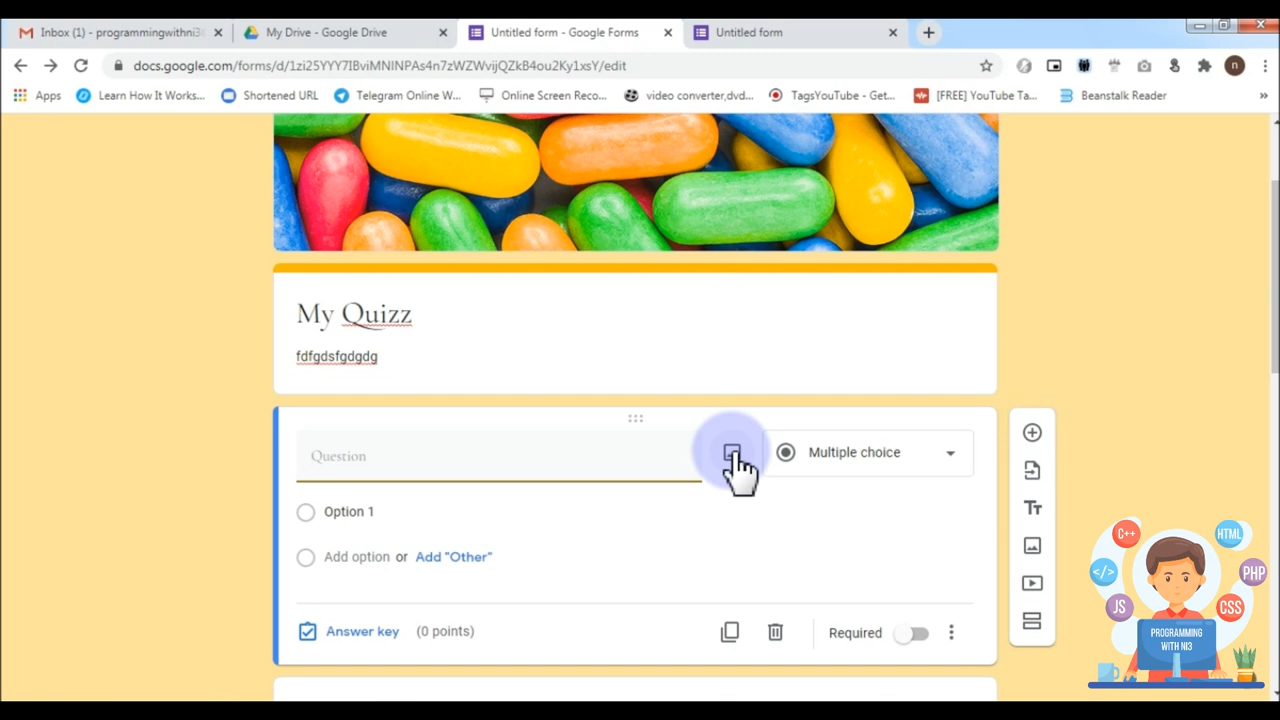 Inbox (1) - programmingwithni3 My Drive - Google Drive Untitled form - Google Forms Untitled form
docs.google.com/forms/d/1zi25YYY7IBviMNINPAs4n7zWZWvijQZkB4ou2Ky1xsY/edit n
Apps Learn How It Works... Shortened URL Telegram Online W... Online Screen Reco... video converter,dvd... TagsYouTube - Get... [FREE] YouTube Ta... Beanstalk Reader »
My Quizz
fdfgdsfgdgdg
Question Multiple choice
Option 1
Add option or Add "Other"
Answer key (0 points) Required
C++ HTML
</> PHP
JS CSS
PROGRAMMING
WITH NI3